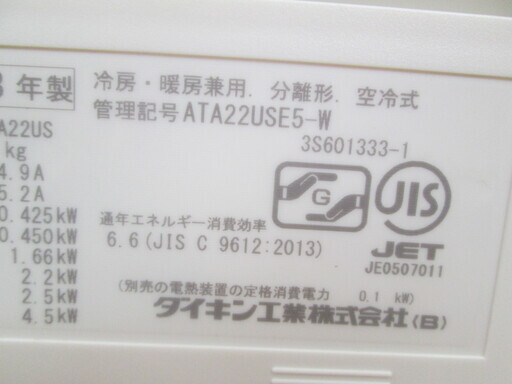 年製
冷房・暖房兼用．分離形．空冷式
管理記号ATA22USE5-W
A22US
3S601333-1
kg
4.9A
5.2A
0.425kW
0.450kW
1.66kW
2.2kW
2.5kW
4.5kW
G
JIS
通年エネルギー消費効率
6.6(JIS C 9612:2013)
JET
JE0507011
(別売の電熱装置の定格消費電力 0.1 kW)
ダイキン工業株式会社〈B〉